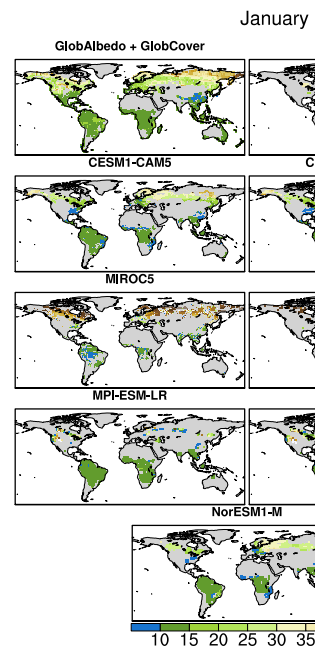 January
GlobAlbedo + GlobCover
CESM1-CAM5
C
MIROC5
MPI-ESM-LR
NorESM1-M
10 15 20 25 30 35